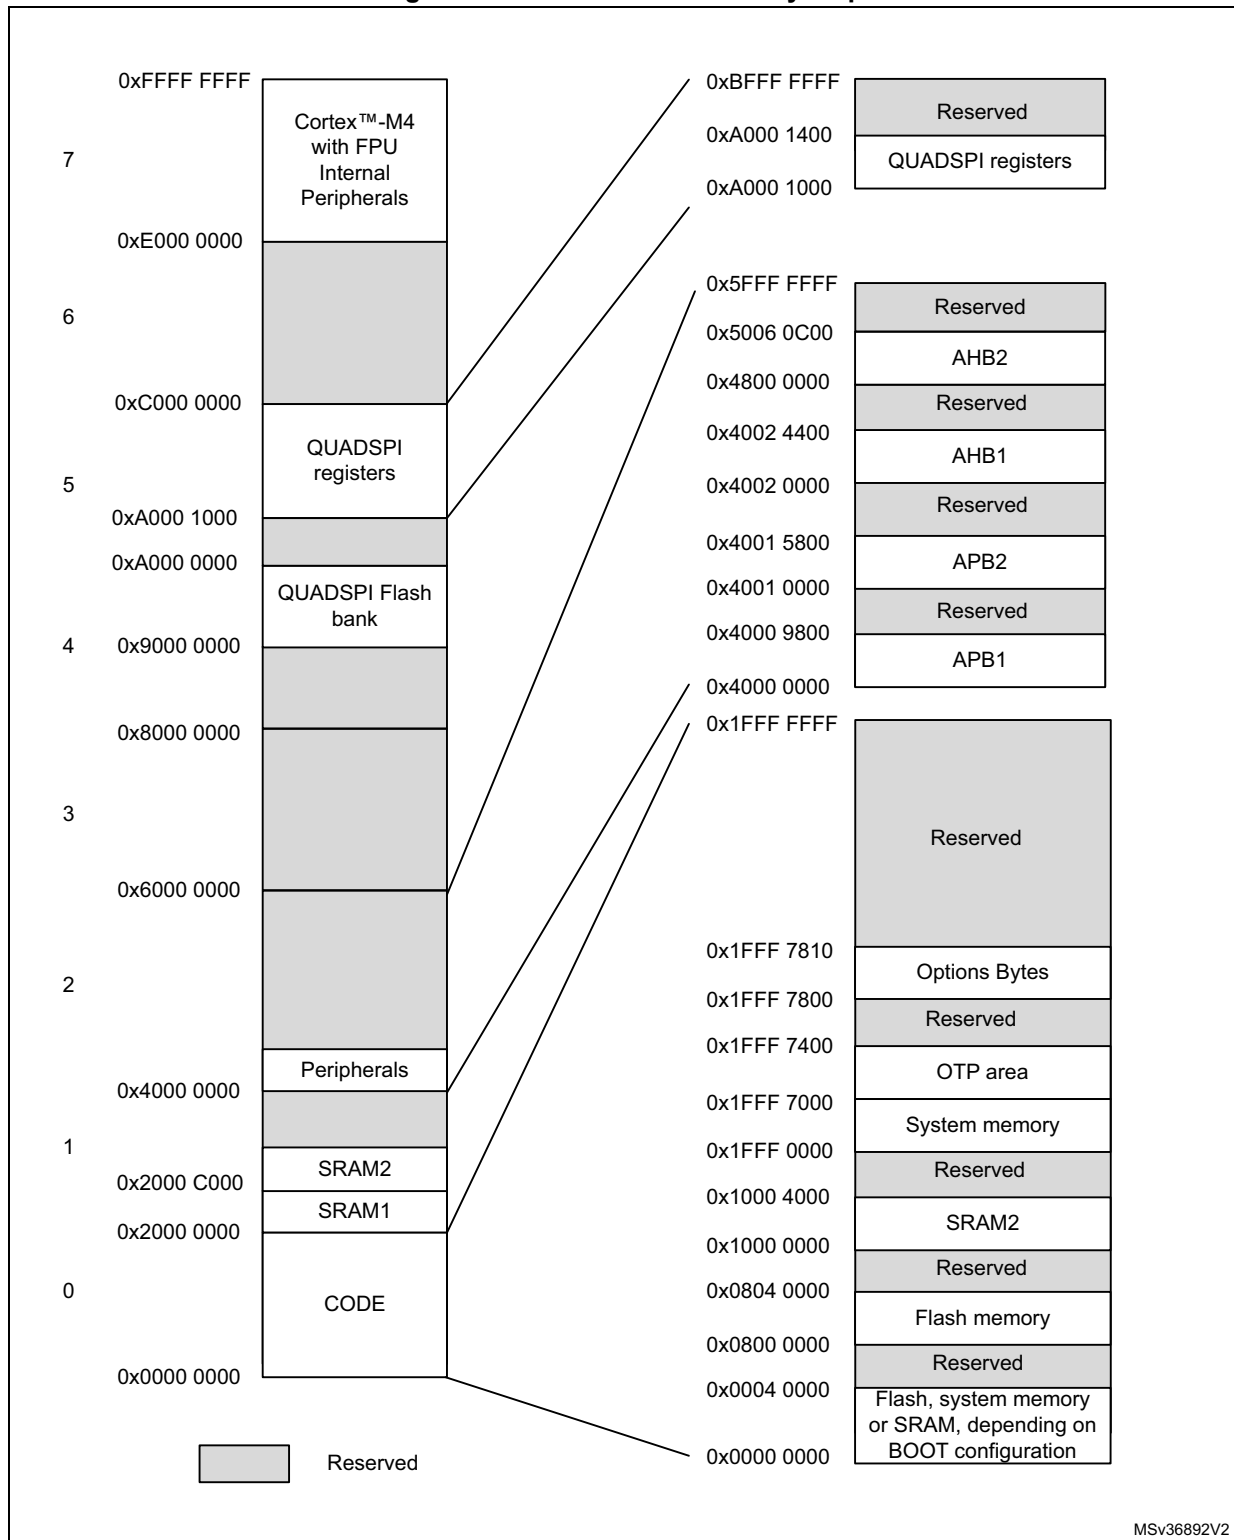 0xFFFF FFFF
Cortex™-M4
with FPU
Internal
Peripherals
7
0xE000 0000
6
0xC000 0000
QUADSPI
registers
5
0xA000 1000
0xA000 0000
QUADSPI Flash
bank
4
0x9000 0000
0x8000 0000
3
0x6000 0000
2
Peripherals
0x4000 0000
1
SRAM2
0x2000 C000
SRAM1
0x2000 0000
0
CODE
0x0000 0000
Reserved
0xBFFF FFFF
Reserved
0xA000 1400
QUADSPI registers
0xA000 1000
0x5FFF FFFF
Reserved
0x5006 0C00
AHB2
0x4800 0000
Reserved
0x4002 4400
AHB1
0x4002 0000
Reserved
0x4001 5800
APB2
0x4001 0000
Reserved
0x4000 9800
APB1
0x4000 0000
0x1FFF FFFF
Reserved
0x1FFF 7810
Options Bytes
0x1FFF 7800
Reserved
0x1FFF 7400
OTP area
0x1FFF 7000
System memory
0x1FFF 0000
Reserved
0x1000 4000
SRAM2
0x1000 0000
Reserved
0x0804 0000
Flash memory
0x0800 0000
Reserved
0x0004 0000
Flash, system memory
or SRAM, depending on
BOOT configuration
0x0000 0000
MSv36892V2